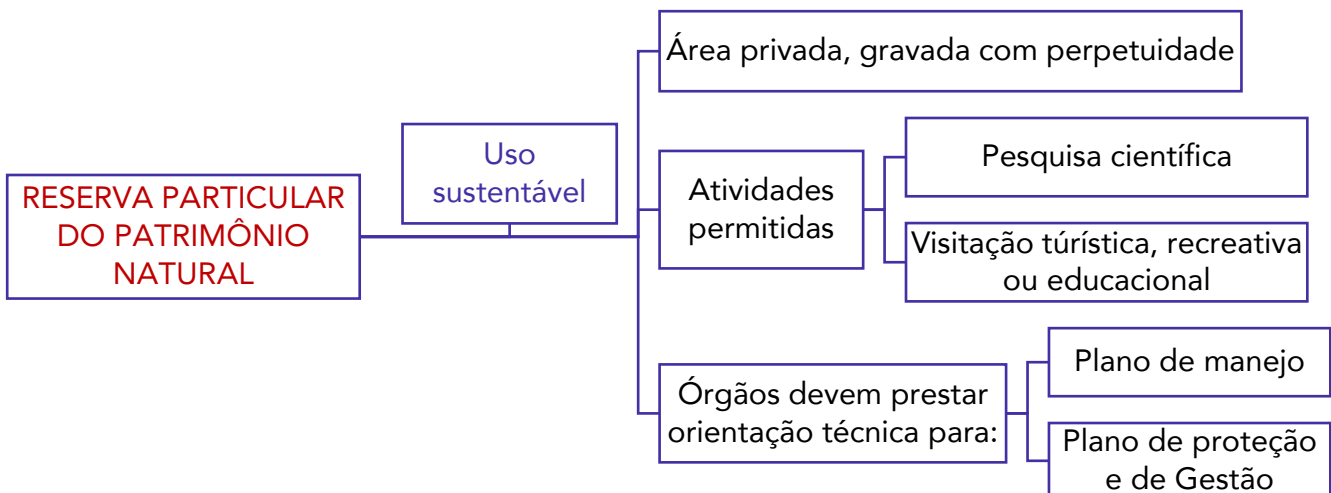 RESERVA PARTICULAR
DO PATRIMÔNIO
NATURAL
Uso
sustentável
Área privada, gravada com perpetuidade
Atividades
permitidas
Pesquisa científica
Visitação túrística, recreativa
ou educacional
Órgãos devem prestar
orientação técnica para:
Plano de manejo
Plano de proteção
e de Gestão